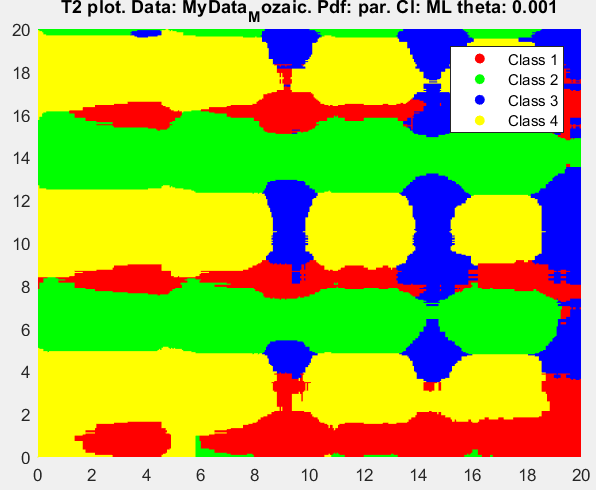 T2 plot. Data: MyData_Mozaic. Pdf: par. Cl: ML theta: 0.001
20
18
16
14
12
10
8
6
4
2
0
Class 1
Class 2
Class 3
Class 4
0 2 4 6 8 10 12 14 16 18 20